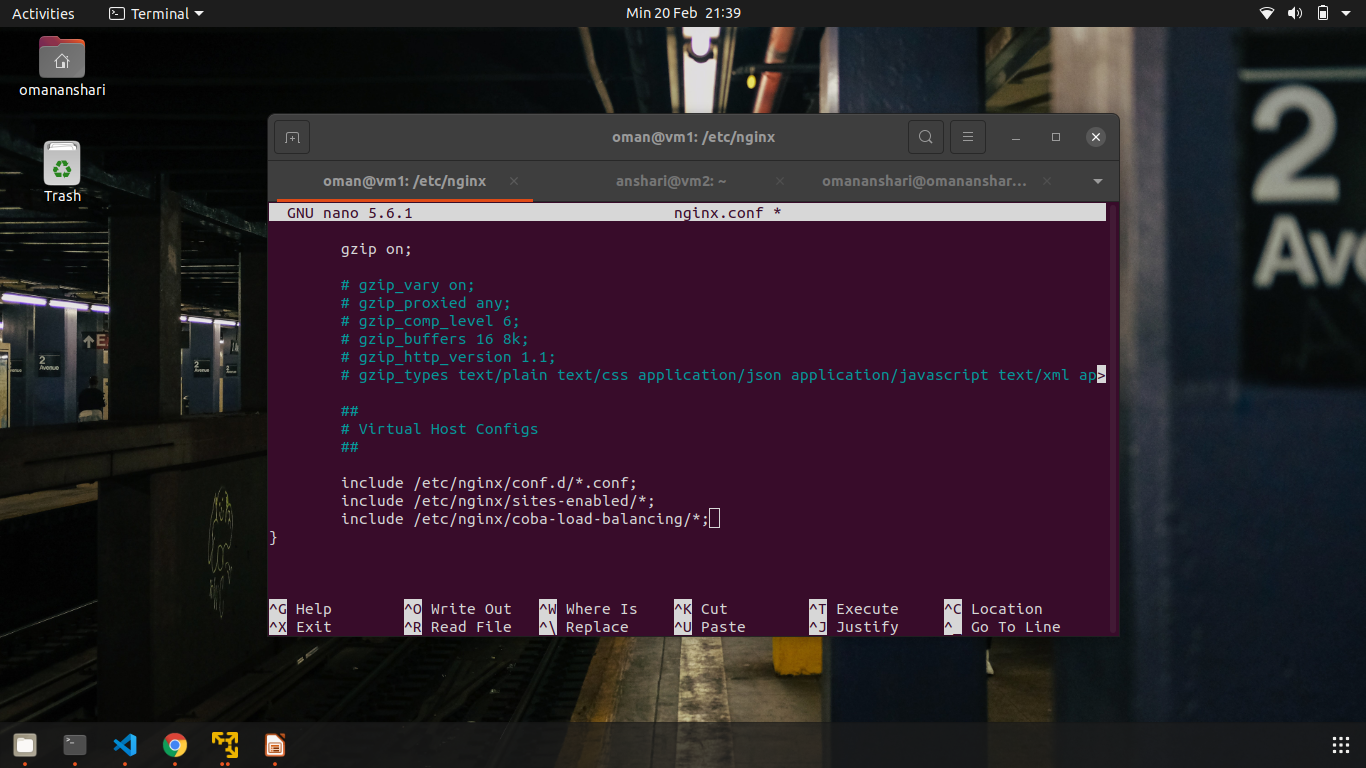 Activities
Terminal
Min 20 Feb 21:39
omananshari
Trash
oman@vm1: /etc/nginx
oman@vm1: /etc/nginx
anshari@vm2: ~
omananshari@omananshar...
GNU nano 5.6.1 nginx.conf *
gzip on;
# gzip_vary on;
# gzip_proxied any;
# gzip_comp_level 6;
# gzip_buffers 16 8k;
# gzip_http_version 1.1;
# gzip_types text/plain text/css application/json application/javascript text/xml ap>
##
# Virtual Host Configs
##
include /etc/nginx/conf.d/*.conf;
include /etc/nginx/sites-enabled/*;
include /etc/nginx/coba-load-balancing/*;
}
^G Help ^O Write Out ^W Where Is ^K Cut ^T Execute ^C Location
^X Exit ^R Read File ^\ Replace ^U Paste ^J Justify ^_ Go To Line
2
Ave
2
Avenue
2
2